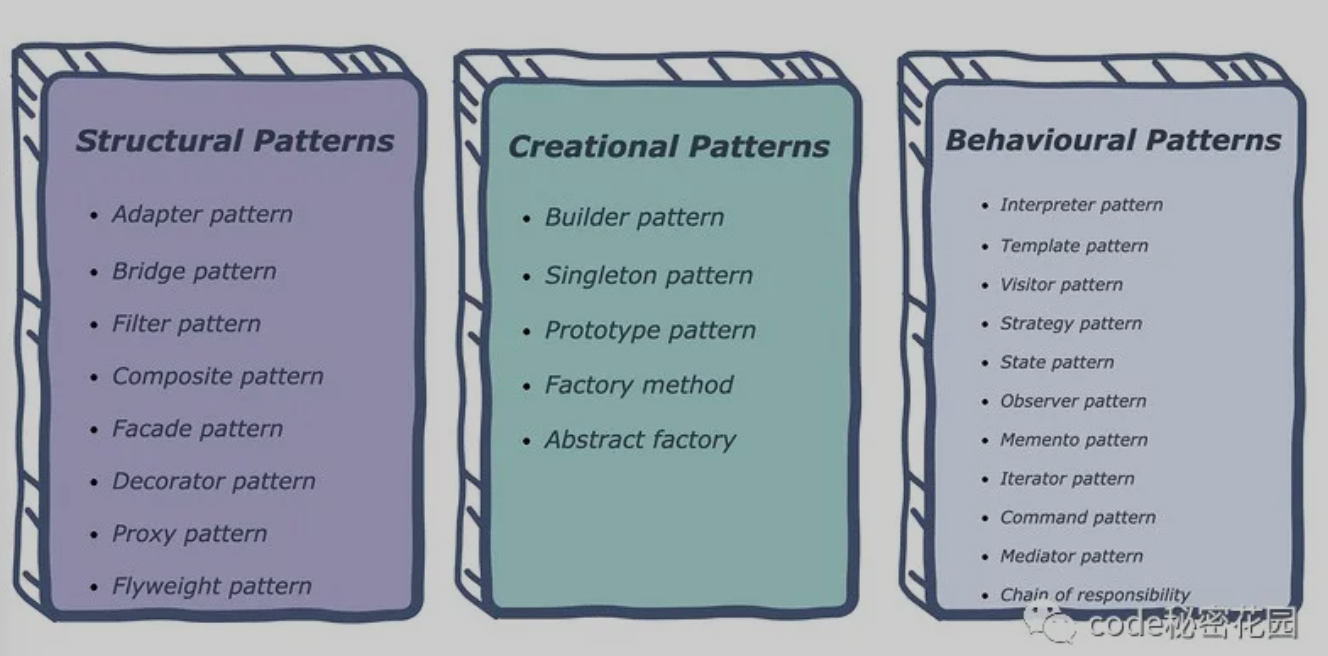 Structural Patterns
Adapter pattern
Bridge pattern
Filter pattern
Composite pattern
Facade pattern
Decorator pattern
Proxy pattern
Flyweight pattern
Creational Patterns
Builder pattern
Singleton pattern
Prototype pattern
Factory method
Abstract factory
Behavioural Patterns
Interpreter pattern
Template pattern
Visitor pattern
Strategy pattern
State pattern
Observer pattern
Memento pattern
Iterator pattern
Command pattern
Mediator pattern
Chain of responsibility
code秘密花园